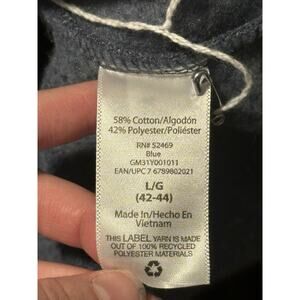 58% Cotton/Algodón
42% Polyester/Poliéster
RN# 52469
Blue
GM31Y001011
EAN/UPC 7 6789802021
L/G
(42-44)
Made In/Hecho En
Vietnam
THIS LABEL YARN IS MADE
OUT OF 100% RECYCLED
POLYESTER MATERIALS